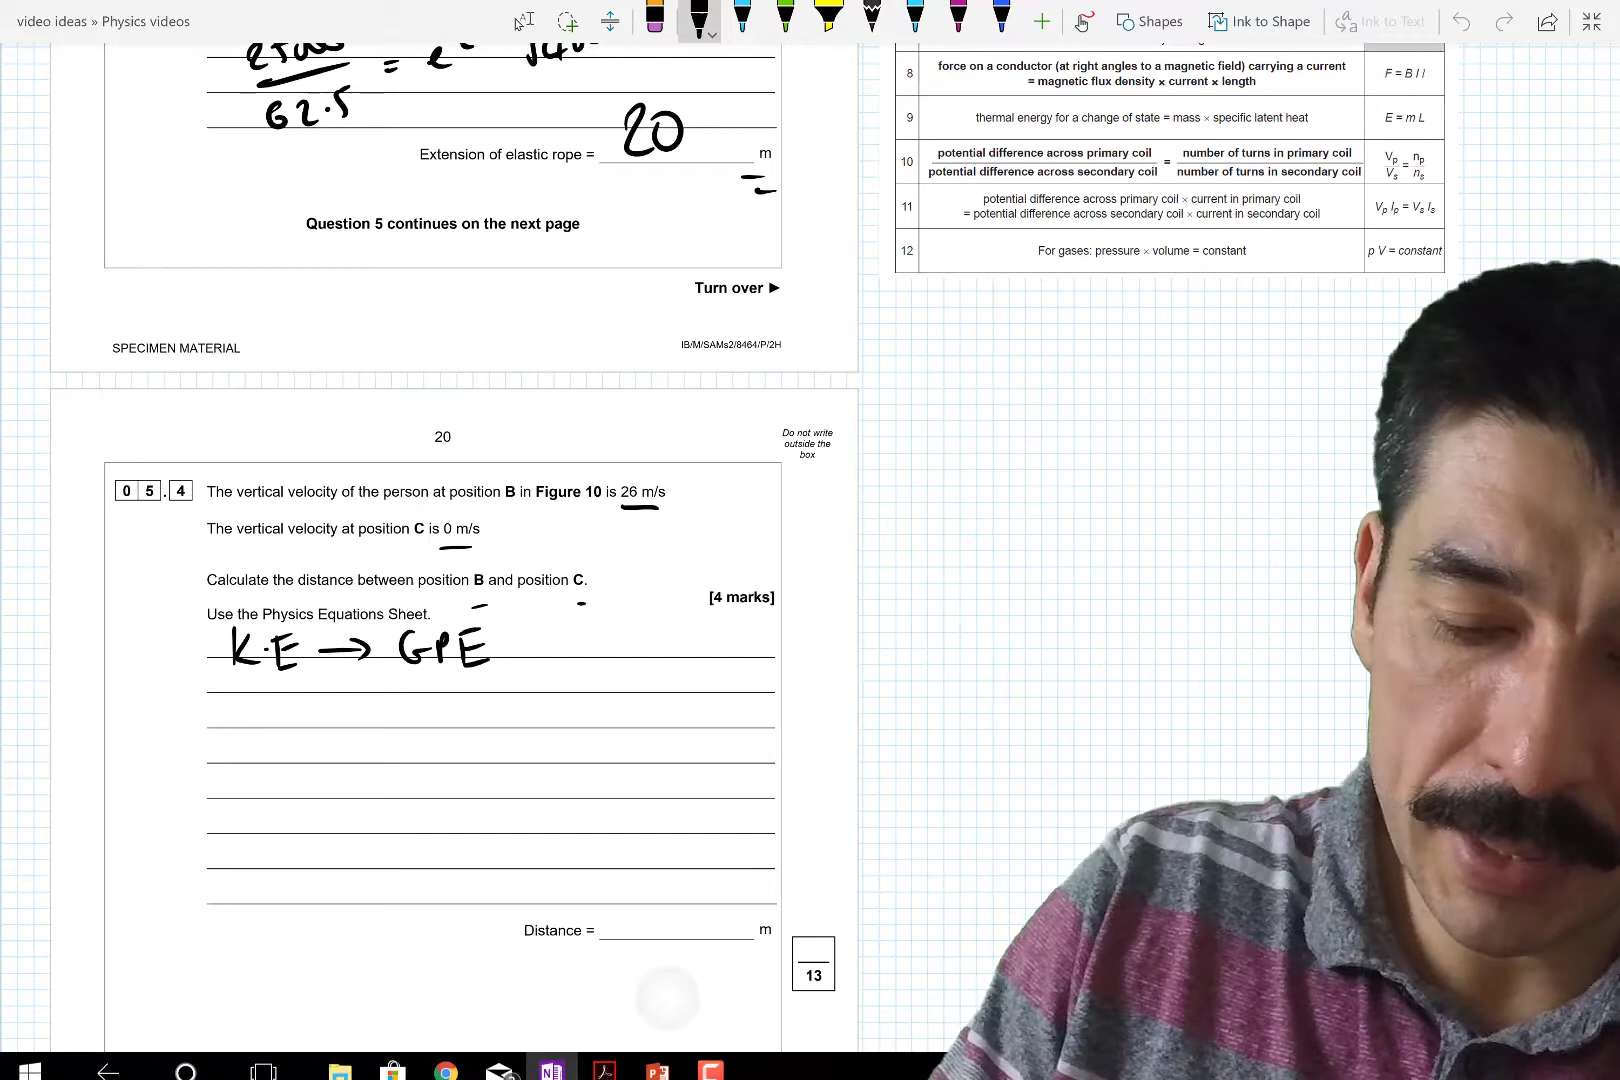 video ideas » Physics videos
Shapes
Ink to Shape
Ink to Text
= e
62.5
Extension of elastic rope = 20 m
Question 5 continues on the next page
Turn over ►
SPECIMEN MATERIAL
IB/M/SAMs2/8464/P/2H
8 force on a conductor (at right angles to a magnetic field) carrying a current = magnetic flux density × current × length F = B I l
9 thermal energy for a change of state = mass × specific latent heat E = m L
10 potential difference across primary coil / potential difference across secondary coil = number of turns in primary coil / number of turns in secondary coil Vp / Vs = np / ns
11 potential difference across primary coil × current in primary coil = potential difference across secondary coil × current in secondary coil Vp Ip = Vs Is
12 For gases: pressure × volume = constant p V = constant
20
Do not write
outside the
box
0 5 . 4 The vertical velocity of the person at position B in Figure 10 is 26 m/s
The vertical velocity at position C is 0 m/s
Calculate the distance between position B and position C.
[4 marks]
Use the Physics Equations Sheet.
K.E → GPE
Distance = m
13